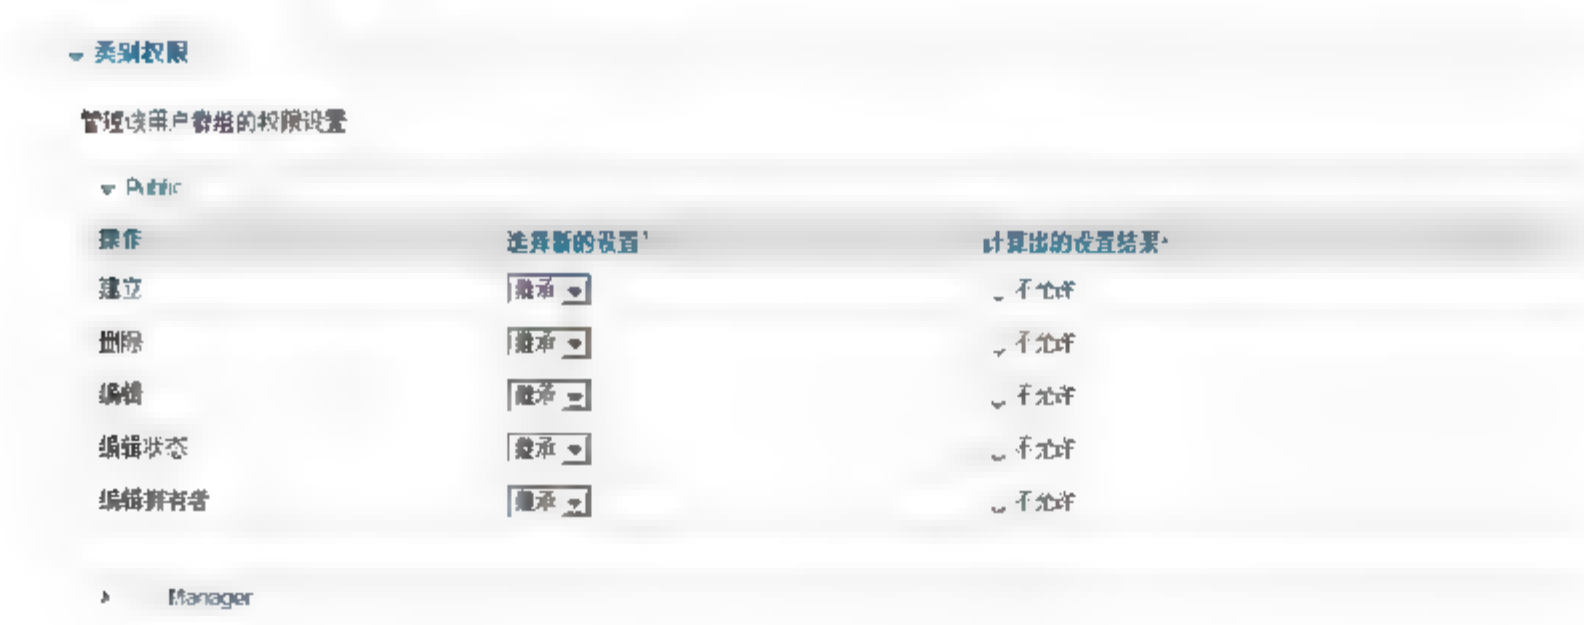 类别权限
管理该用户群组的权限设置
Public
操作 选择新的设置¹ 计算出的设置结果²
建立 继承 不允许
删除 继承 不允许
编辑 继承 不允许
编辑状态 继承 不允许
编辑拥有者 继承 不允许
Manager